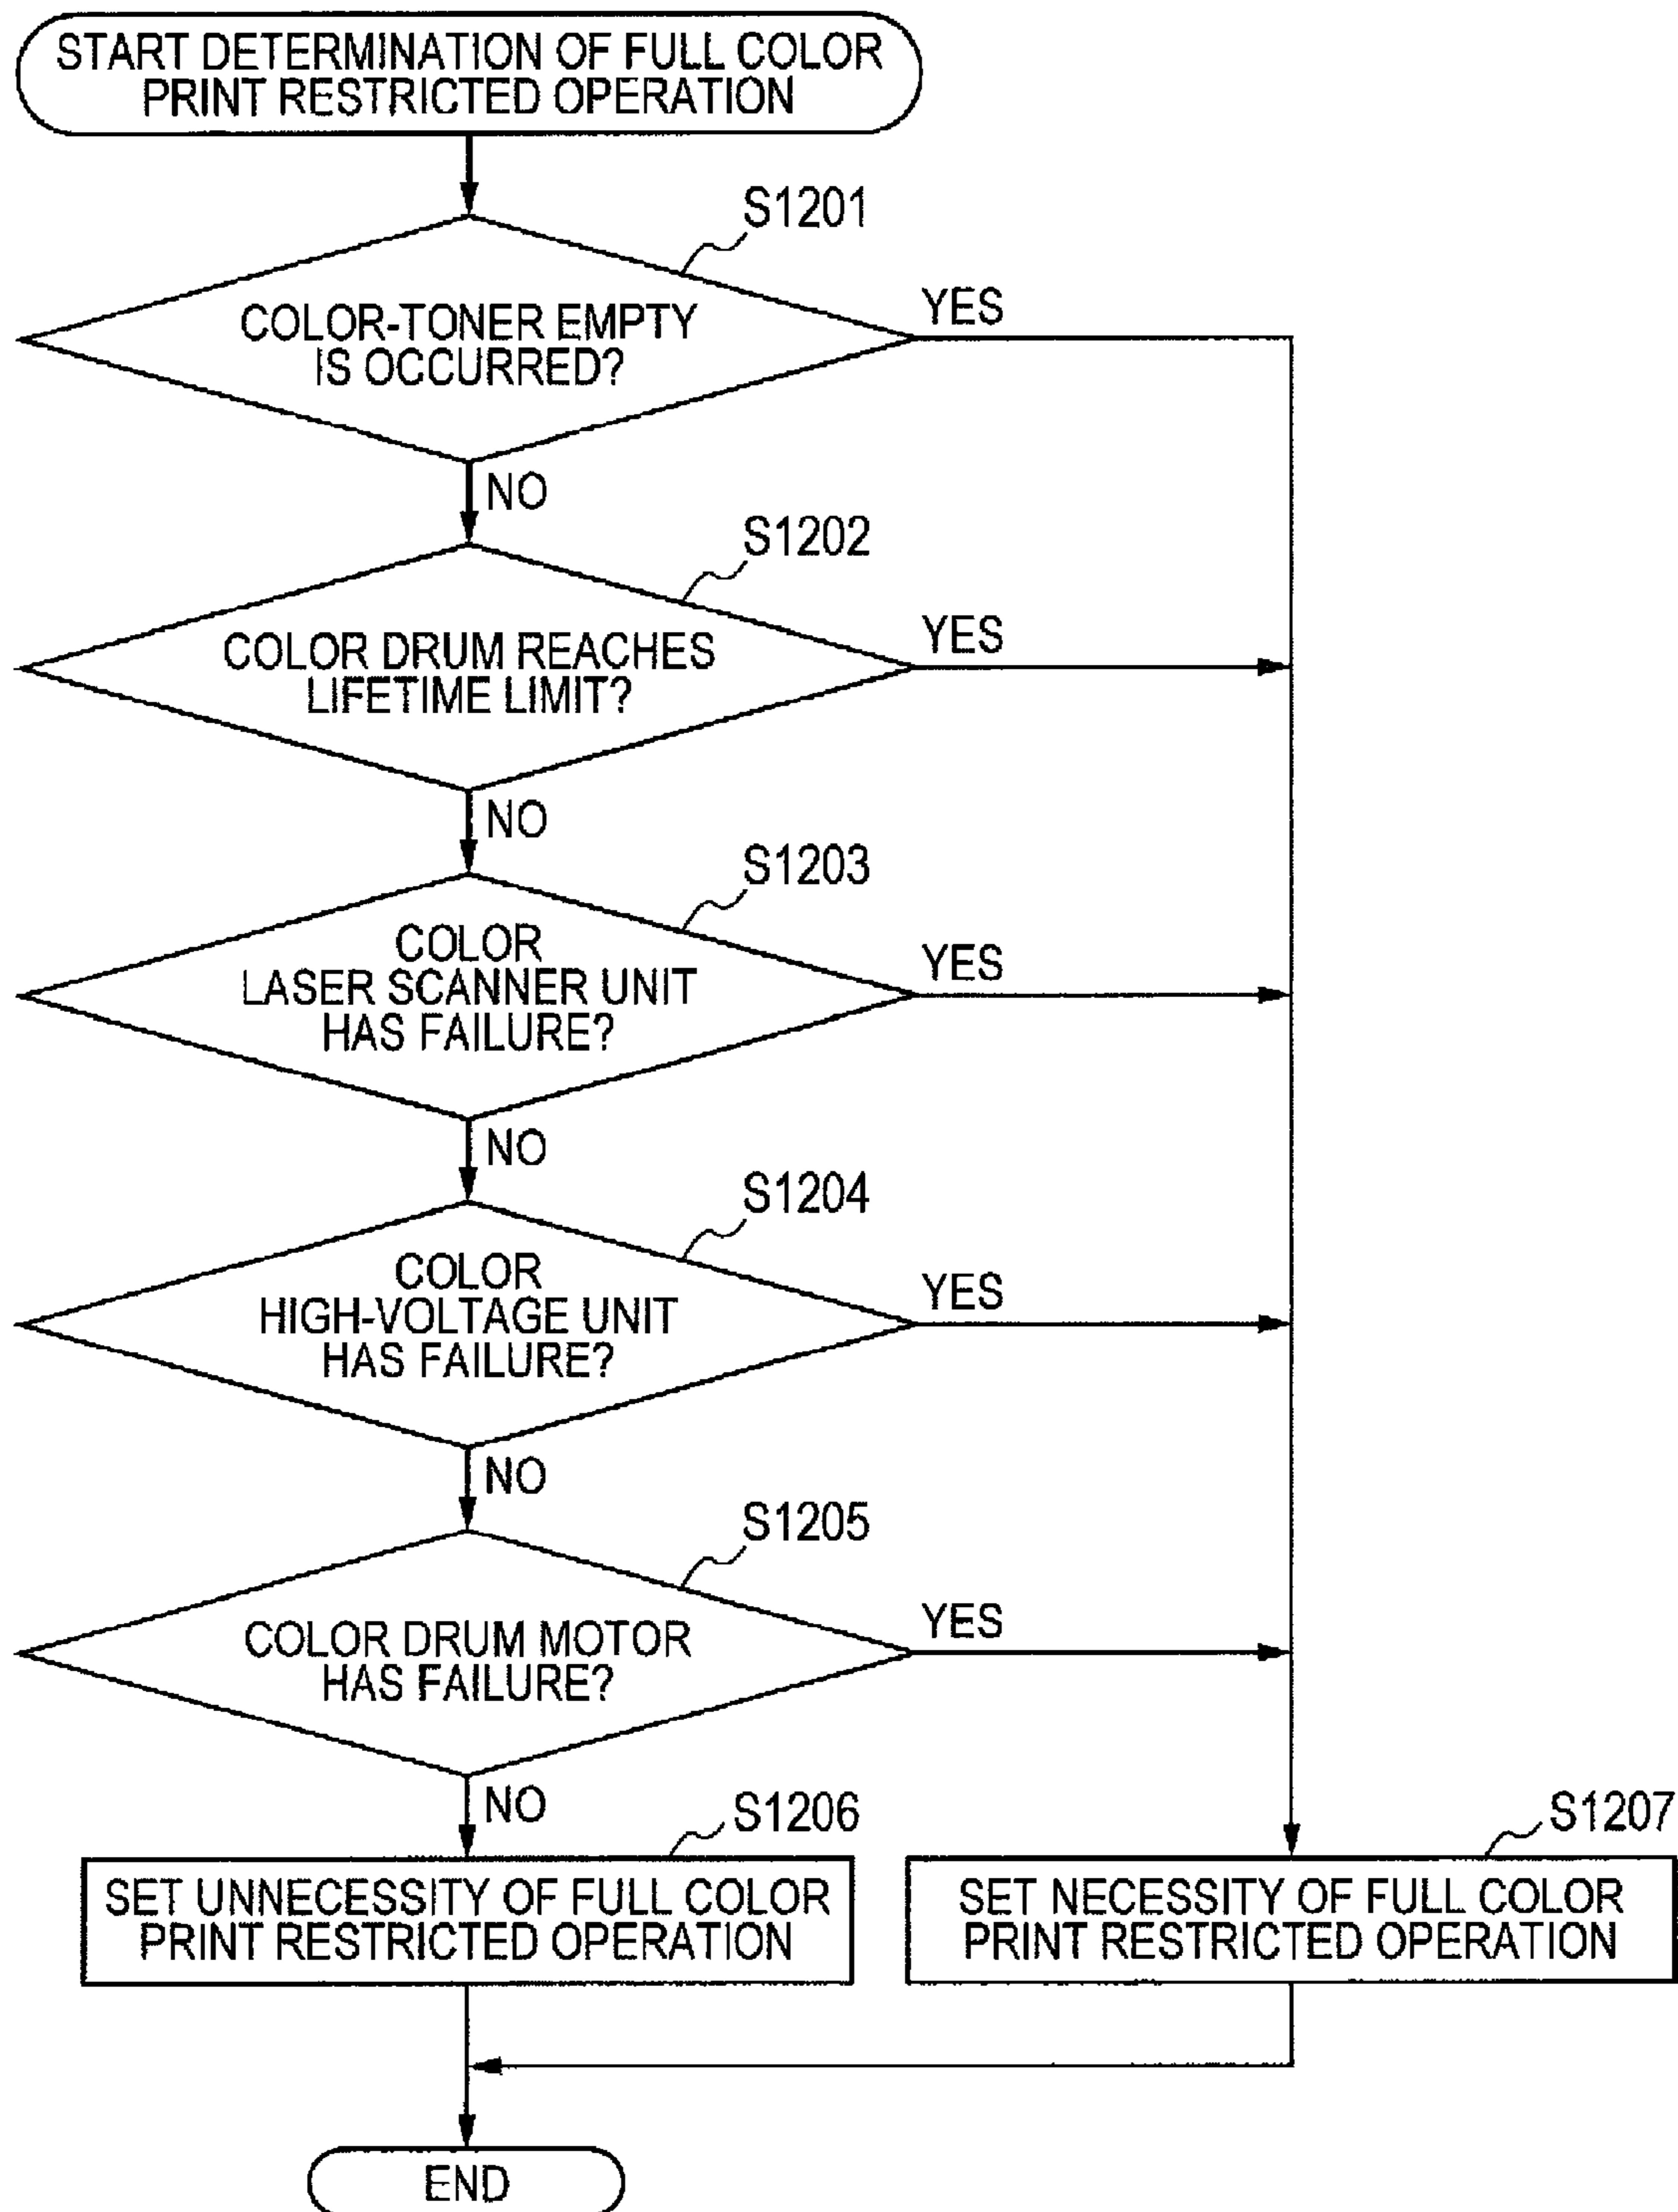 START DETERMINATION OF FULL COLOR
PRINT RESTRICTED OPERATION
S1201
COLOR-TONER EMPTY
IS OCCURRED?
YES
NO
S1202
COLOR DRUM REACHES
LIFETIME LIMIT?
YES
NO
S1203
COLOR
LASER SCANNER UNIT
HAS FAILURE?
YES
NO
S1204
COLOR
HIGH-VOLTAGE UNIT
HAS FAILURE?
YES
NO
S1205
COLOR DRUM MOTOR
HAS FAILURE?
YES
NO
S1206
SET UNNECESSITY OF FULL COLOR
PRINT RESTRICTED OPERATION
S1207
SET NECESSITY OF FULL COLOR
PRINT RESTRICTED OPERATION
END